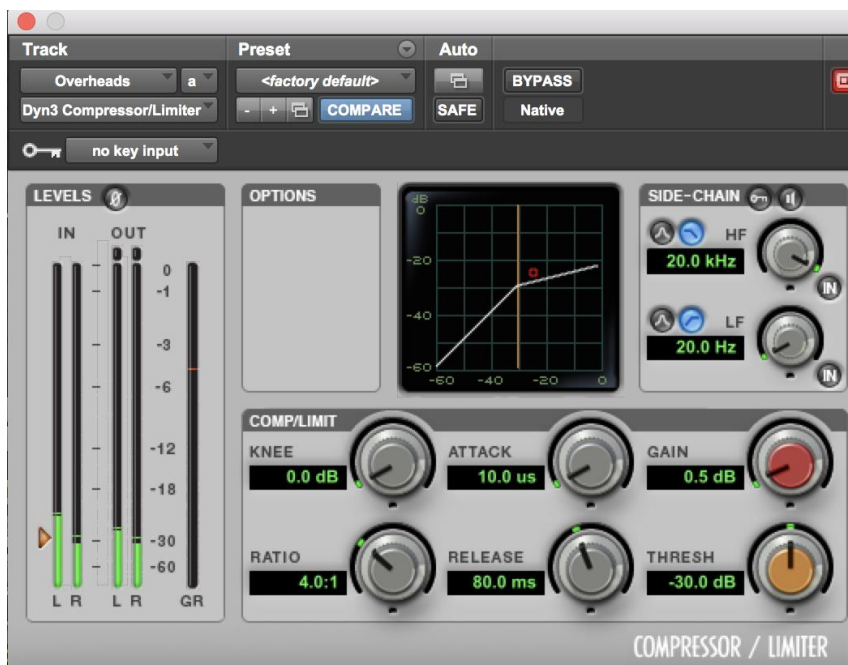 Track
Preset
Auto
Overheads
a
<factory default>
BYPASS
Dyn3 Compressor/Limiter
- + COMPARE
SAFE
Native
no key input
LEVELS
IN
OUT
0
-1
-3
-6
-12
-18
-30
-60
L R
L R
GR
OPTIONS
dB
0
-20
-40
-60
-60 -40 -20 0
SIDE-CHAIN
HF
20.0 kHz
IN
LF
20.0 Hz
IN
COMP/LIMIT
KNEE
0.0 dB
ATTACK
10.0 us
GAIN
0.5 dB
RATIO
4.0:1
RELEASE
80.0 ms
THRESH
-30.0 dB
COMPRESSOR / LIMITER